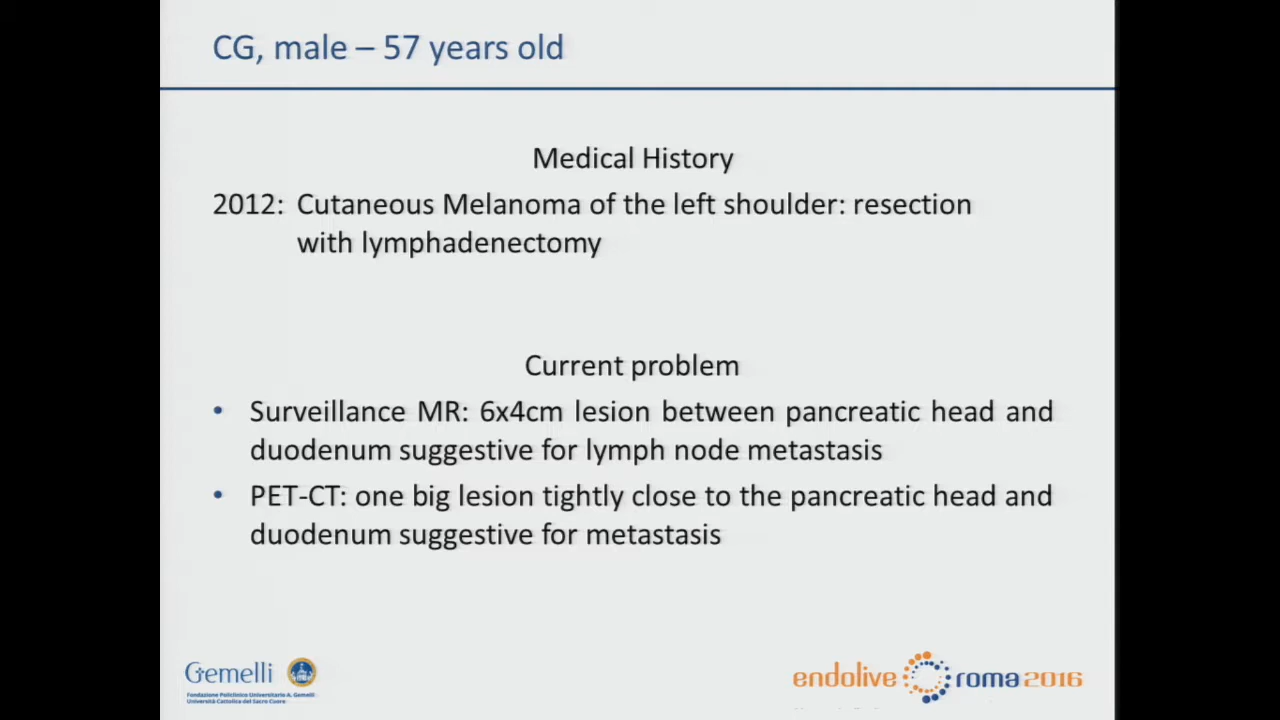 CG, male – 57 years old
Medical History
2012: Cutaneous Melanoma of the left shoulder: resection
with lymphadenectomy
Current problem
• Surveillance MR: 6x4cm lesion between pancreatic head and
duodenum suggestive for lymph node metastasis
• PET-CT: one big lesion tightly close to the pancreatic head and
duodenum suggestive for metastasis
Gemelli
Fondazione Policlinico Universitario A. Gemelli
Università Cattolica del Sacro Cuore
endolive roma 2016